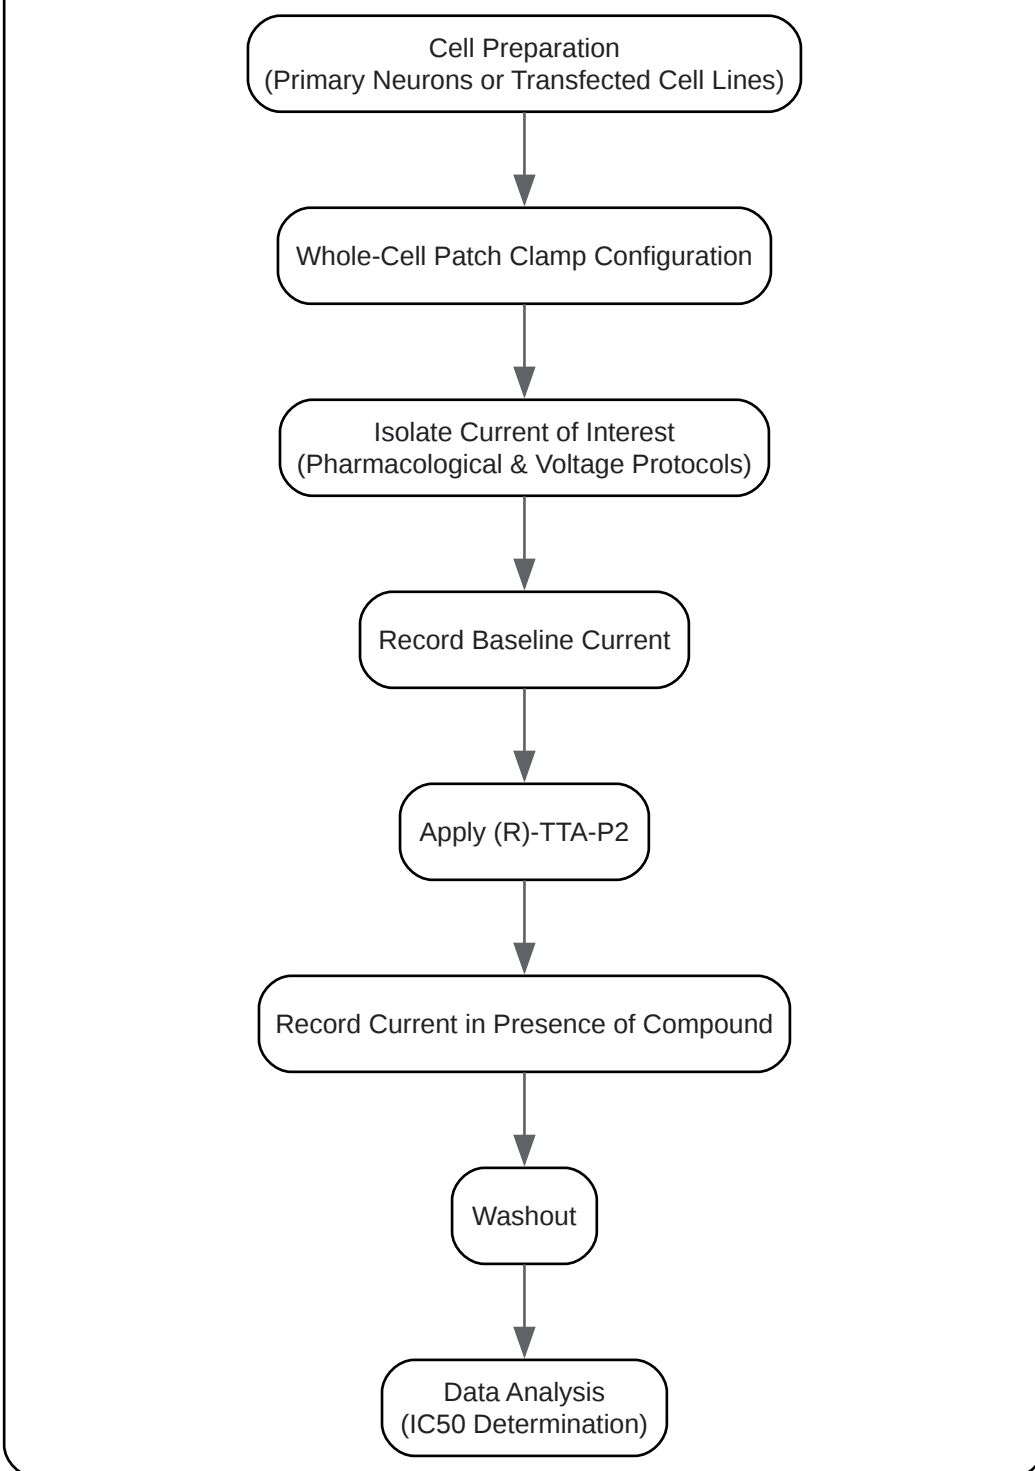 Cell Preparation
(Primary Neurons or Transfected Cell Lines)
Whole-Cell Patch Clamp Configuration
Isolate Current of Interest
(Pharmacological & Voltage Protocols)
Record Baseline Current
Apply (R)-TTA-P2
Record Current in Presence of Compound
Washout
Data Analysis
(IC50 Determination)